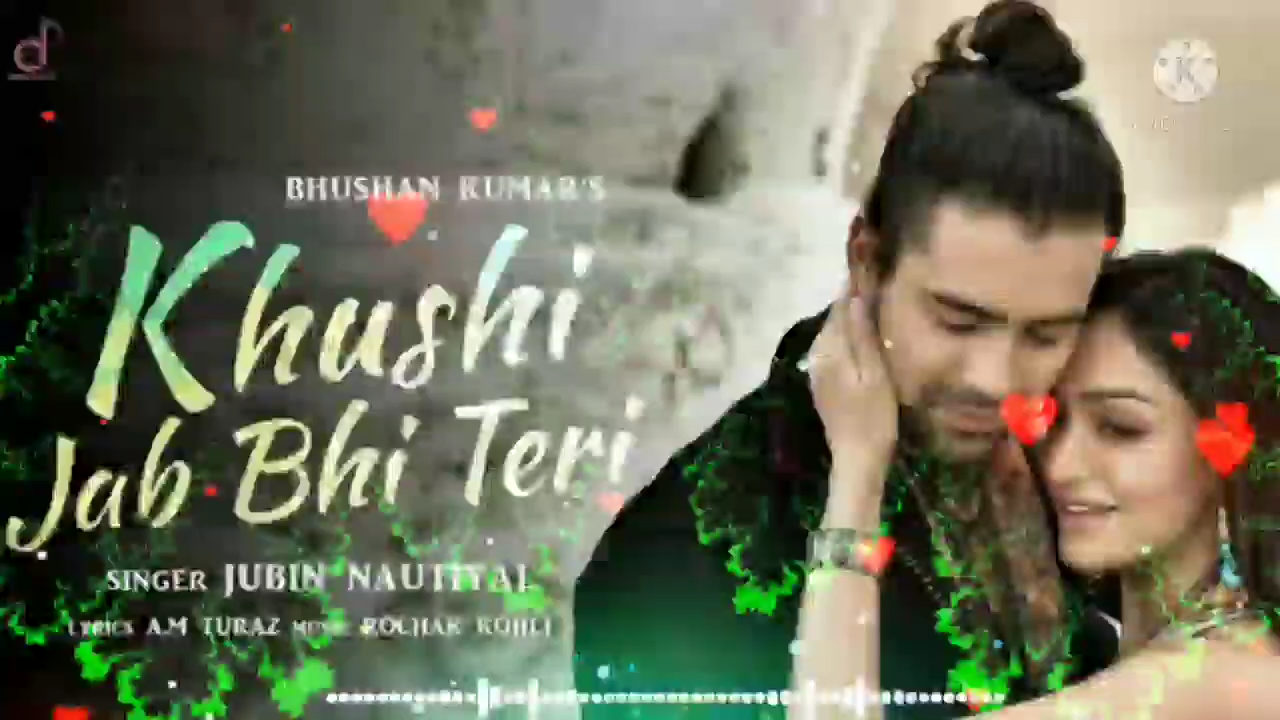 BHUSHAN KUMAR'S
Khushi
Jab Bhi Teri
SINGER JUBIN NAUTIYAL
LYRICS A.M TURAZ MUSIC ROCHAK KOHLI
K